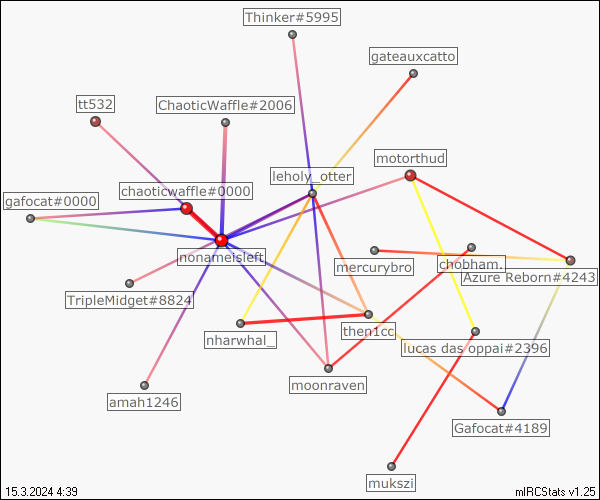 Thinker#5995
gateauxcatto
tt532
ChaoticWaffle#2006
motorthud
leholy_otter
chaoticwaffle#0000
gafocat#0000
nonameisleft
mercurybro
chobham.
Azure Reborn#4243
TripleMidget#8824
nharwhal_
then1cc
lucas das oppai#2396
moonraven
amah1246
Gafocat#4189
mukszi
15.3.2024 4:39
mIRCStats v1.25